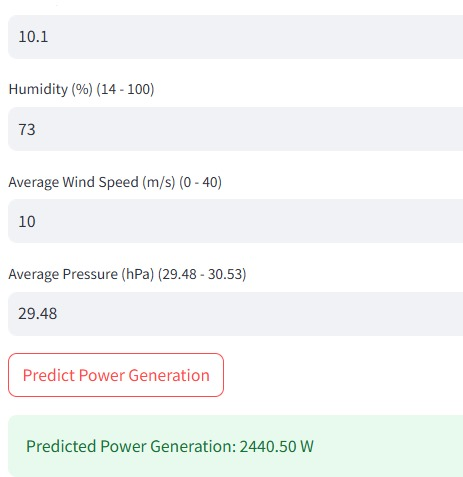 10.1
Humidity (%) (14 - 100)
73
Average Wind Speed (m/s) (0 - 40)
10
Average Pressure (hPa) (29.48 - 30.53)
29.48
Predict Power Generation
Predicted Power Generation: 2440.50 W